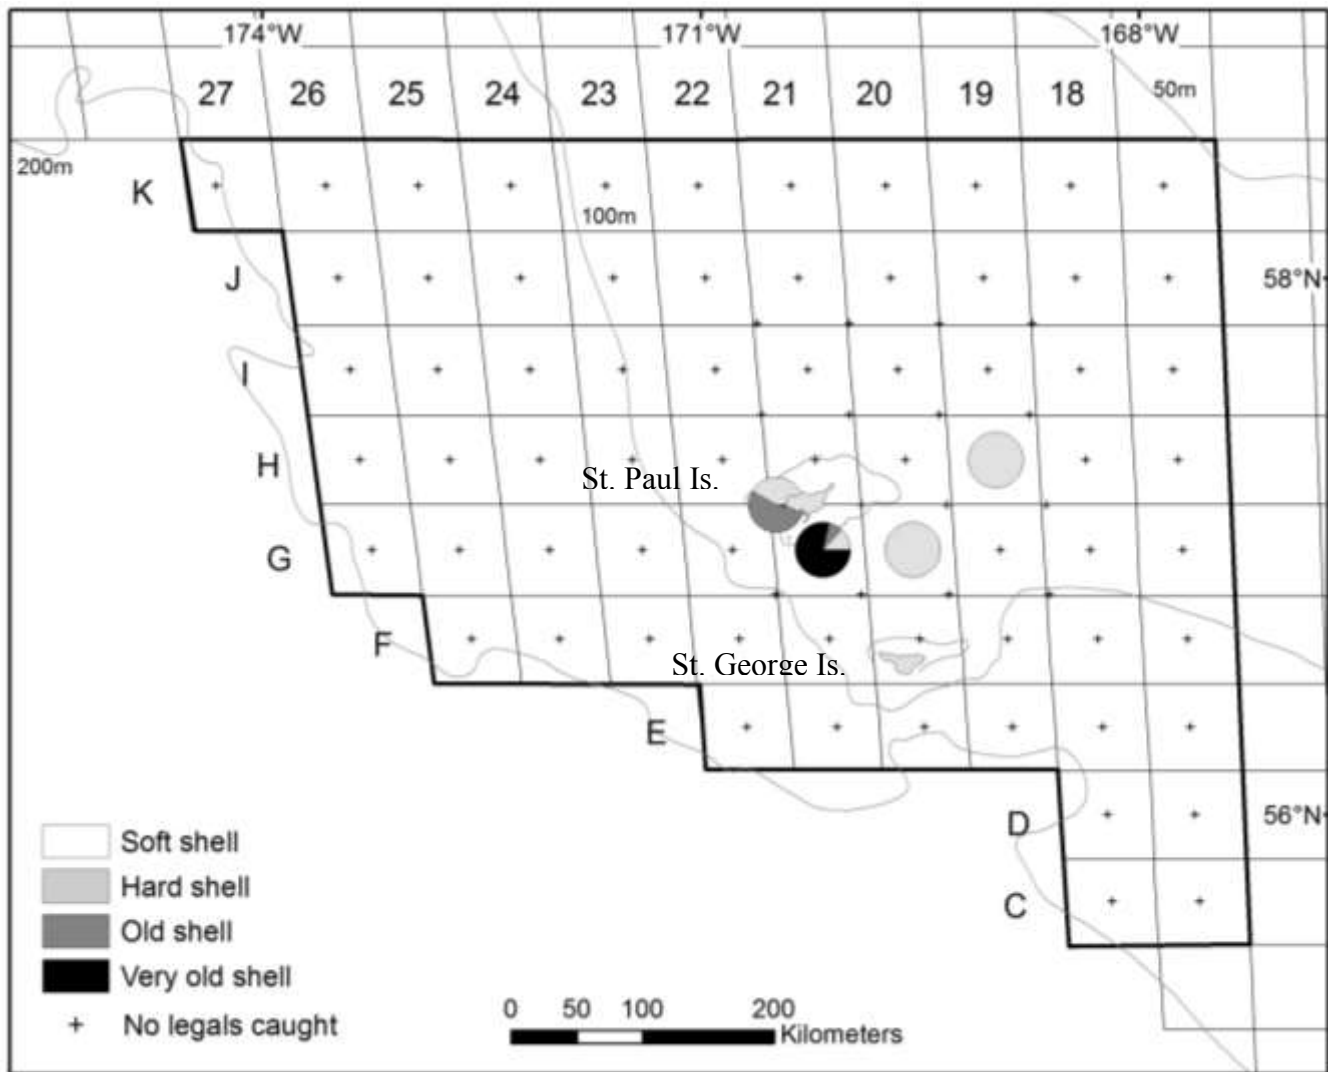 174°W 171°W 168°W
27 26 25 24 23 22 21 20 19 18
50m
200m
K
100m
J
58°N
I
H
St. Paul Is.
G
F
St. George Is.
E
D
56°N
C
Soft shell
Hard shell
Old shell
Very old shell
+ No legals caught
0 50 100 200
Kilometers